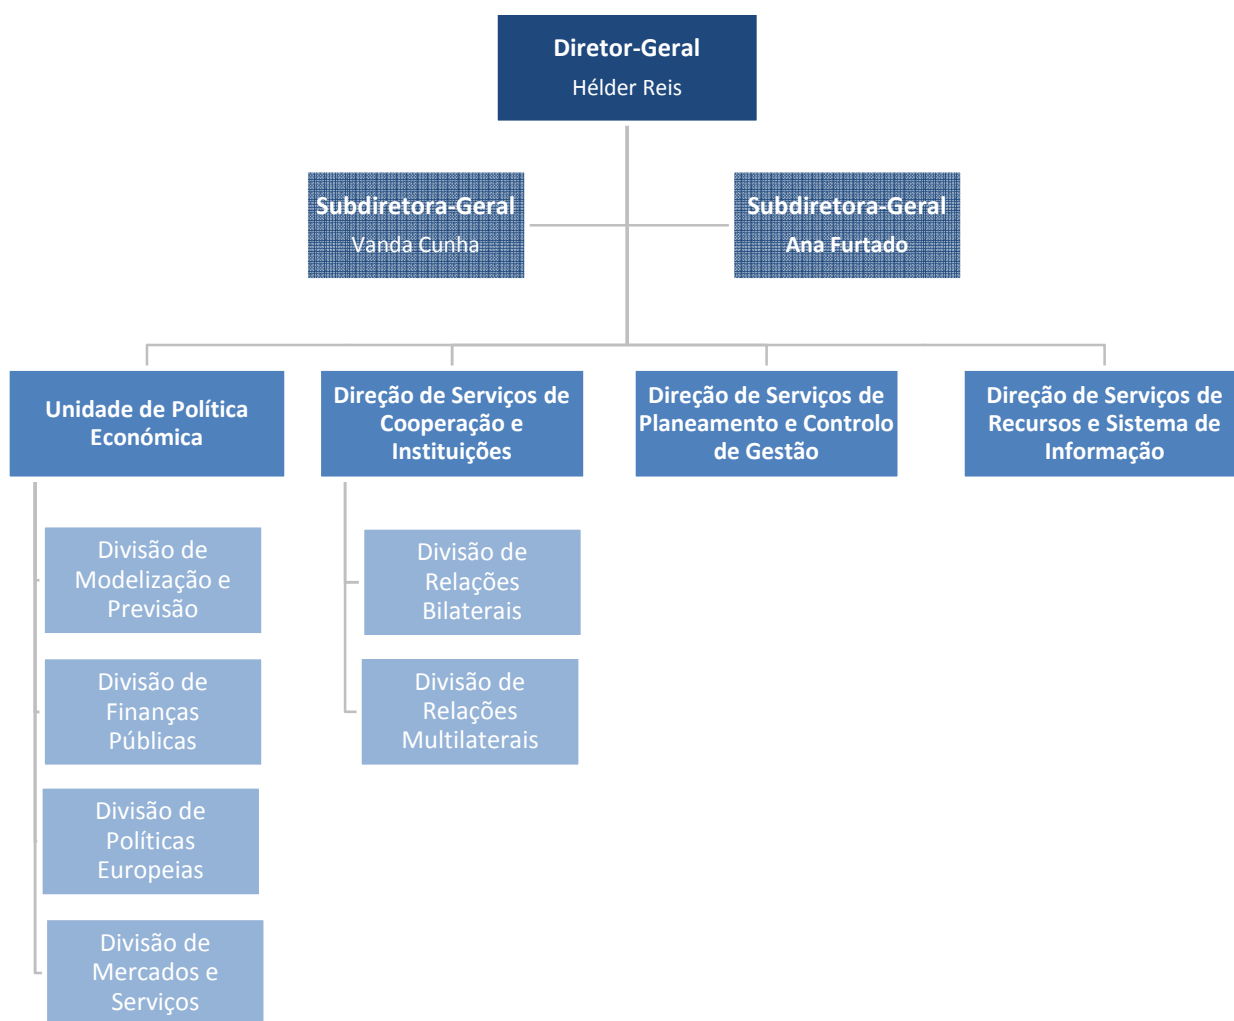 Diretor-Geral
Hélder Reis
Subdiretora-Geral
Vanda Cunha
Subdiretora-Geral
Ana Furtado
Unidade de Política
Económica
Direção de Serviços de
Cooperação e
Instituições
Direção de Serviços de
Planeamento e Controlo
de Gestão
Direção de Serviços de
Recursos e Sistema de
Informação
Divisão de
Modelização e
Previsão
Divisão de
Finanças
Públicas
Divisão de
Políticas
Europeias
Divisão de
Mercados e
Serviços
Divisão de
Relações
Bilaterais
Divisão de
Relações
Multilaterais